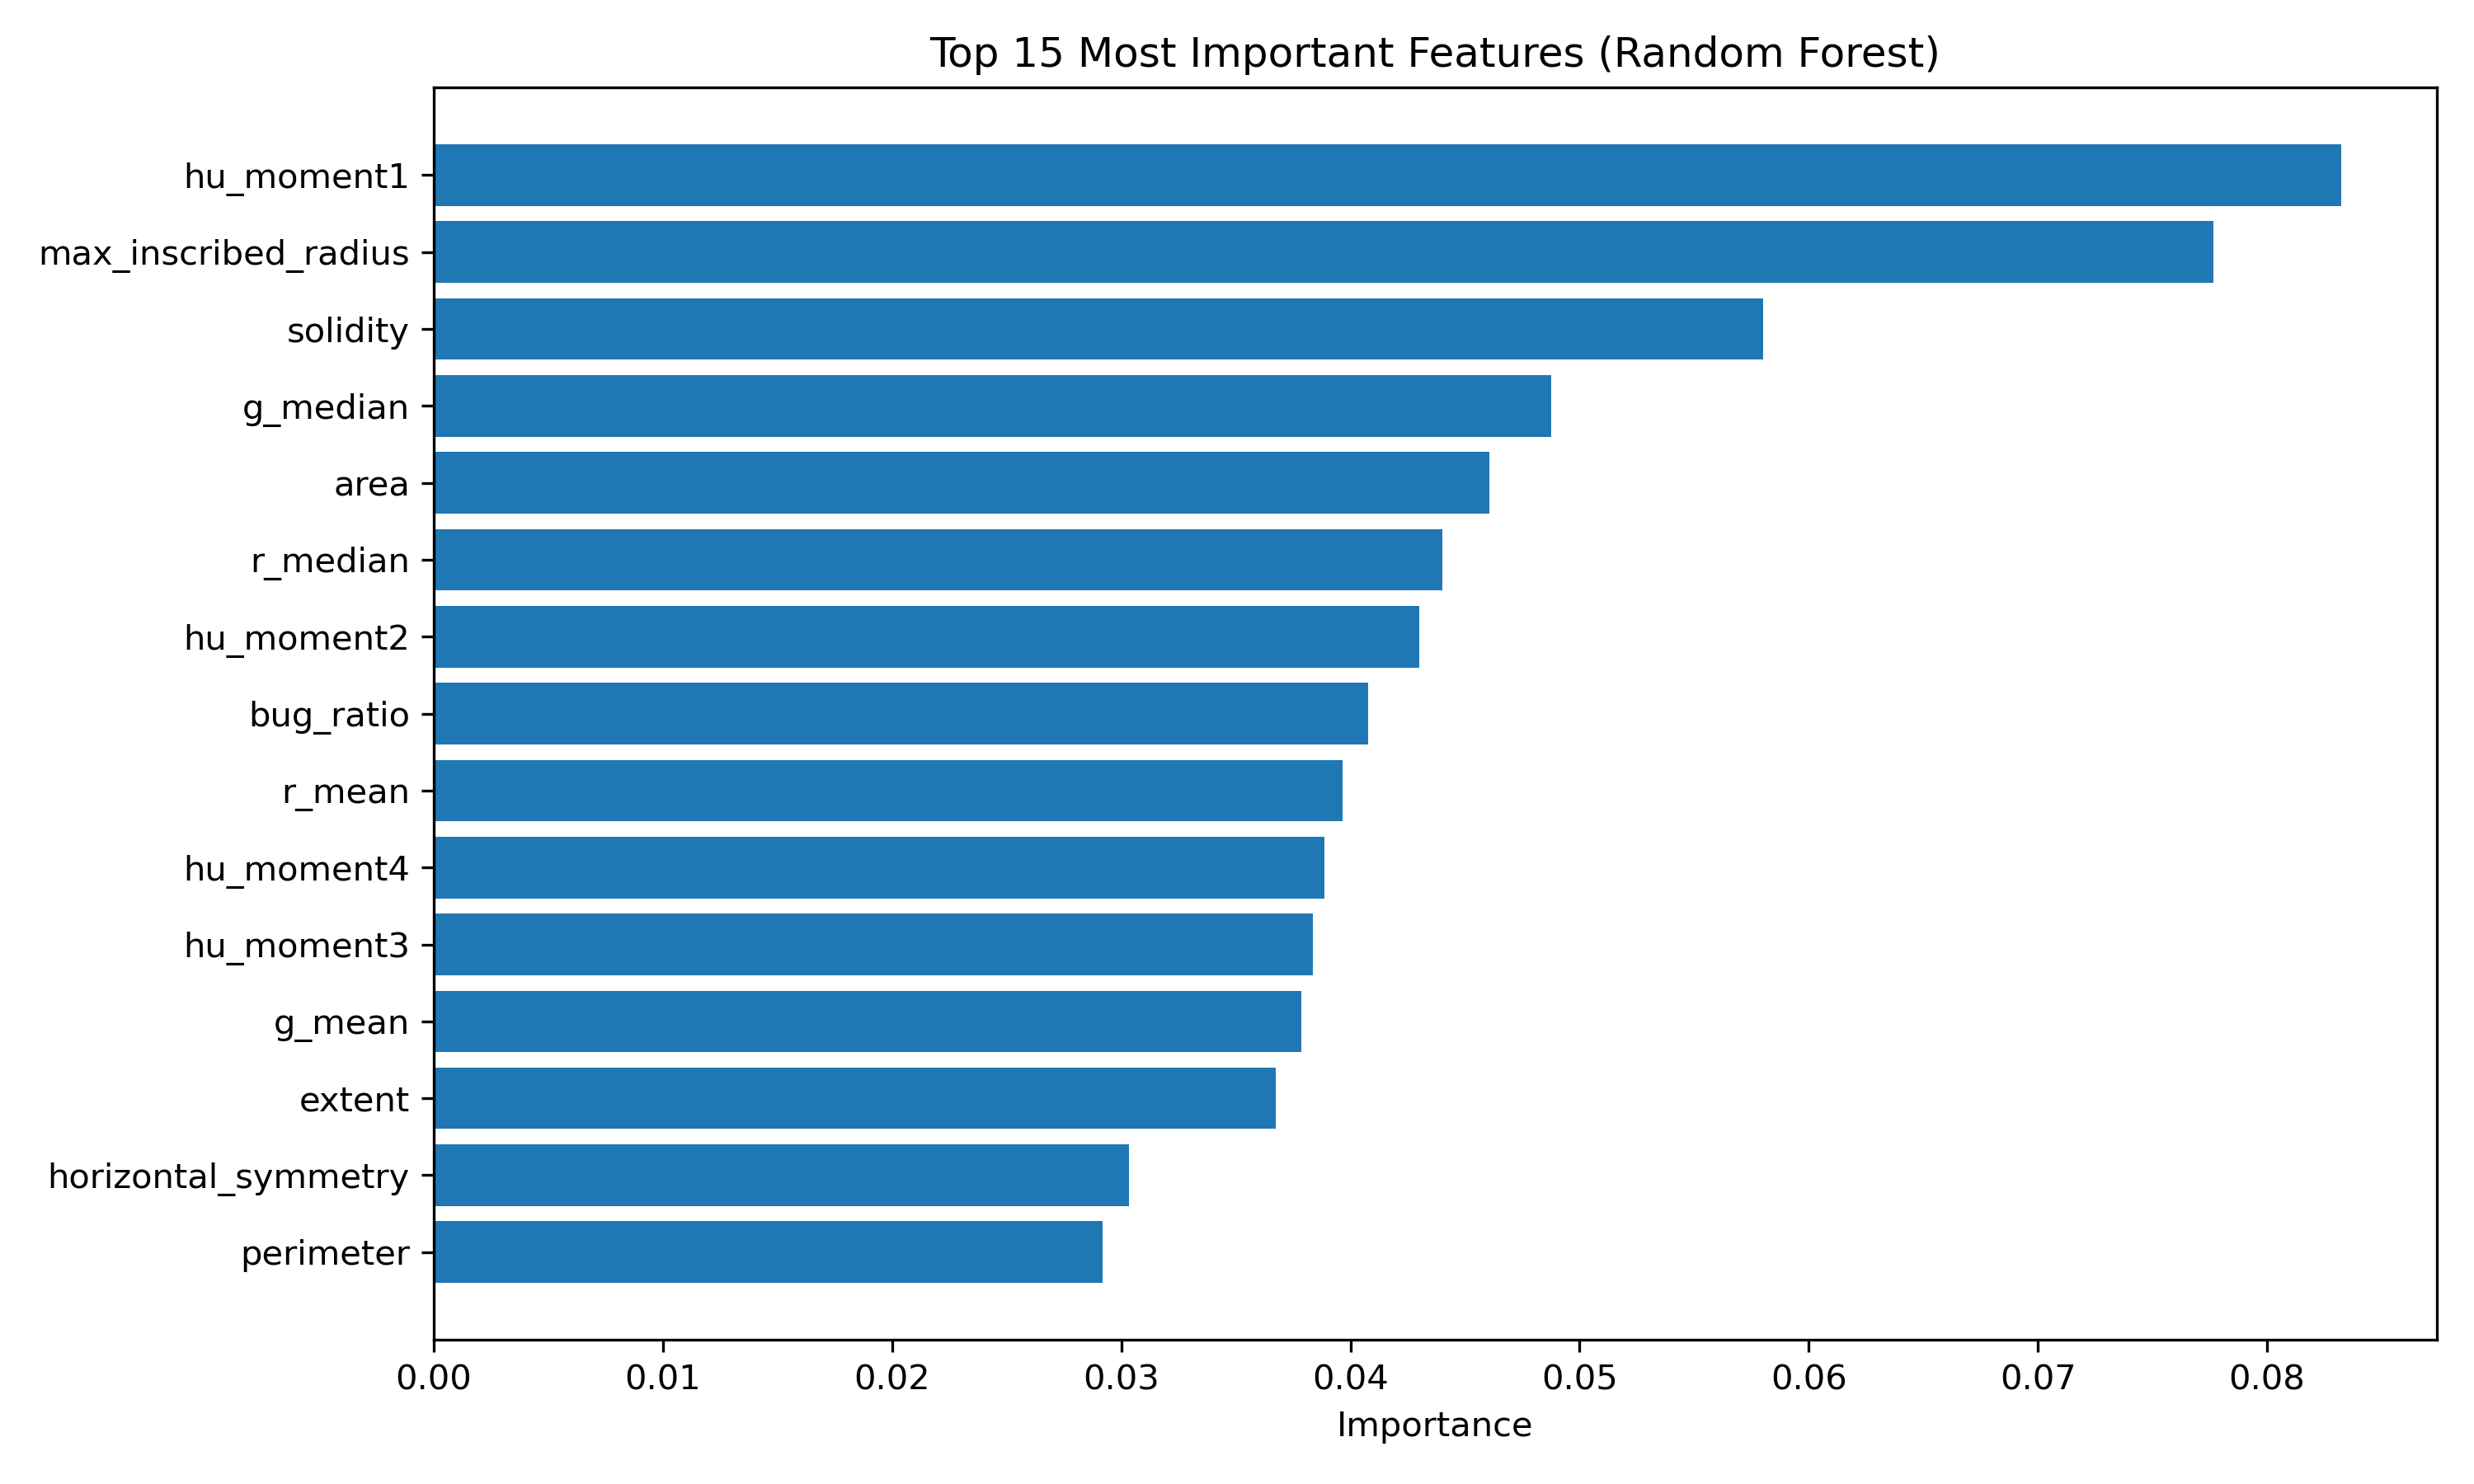 Top 15 Most Important Features (Random Forest)
hu_moment1
max_inscribed_radius
solidity
g_median
area
r_median
hu_moment2
bug_ratio
r_mean
hu_moment4
hu_moment3
g_mean
extent
horizontal_symmetry
perimeter
0.00 0.01 0.02 0.03 0.04 0.05 0.06 0.07 0.08
Importance